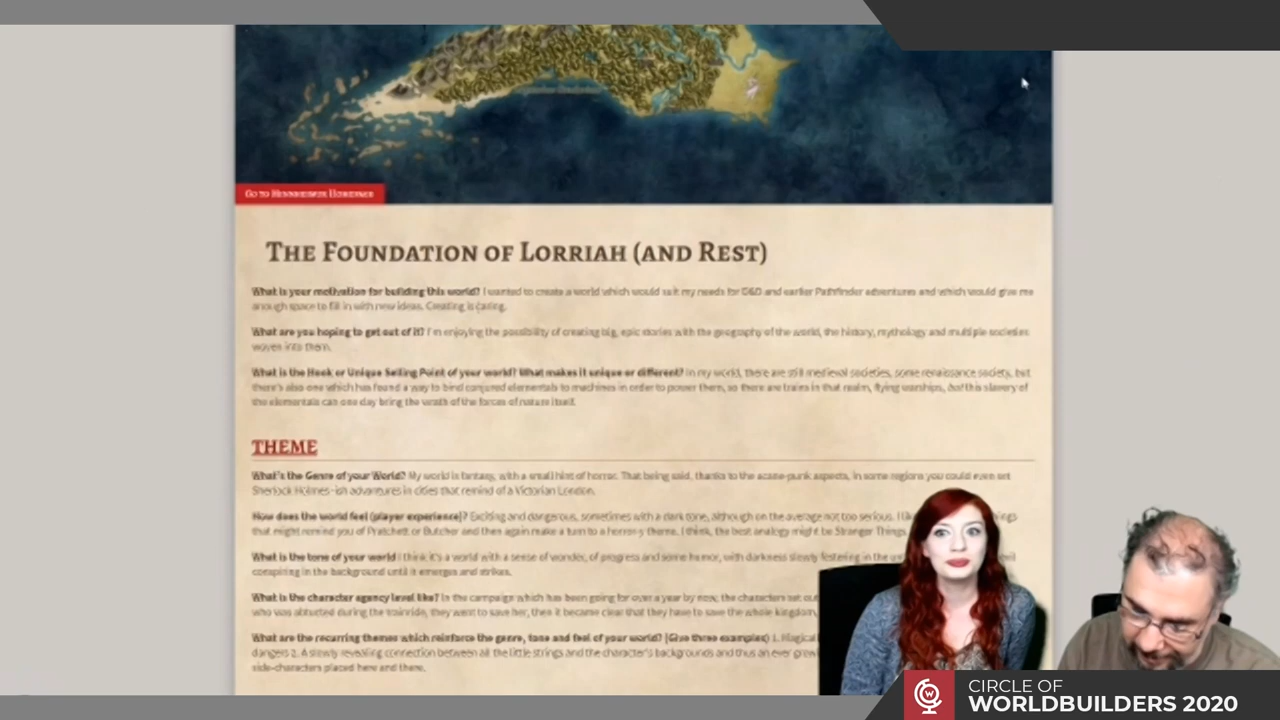 Go to Hennheimer Homepage
The Foundation of Lorriah (and Rest)
What is your motivation for building this world? I wanted to create a world which would suit my needs for D&D and earlier Pathfinder adventures and which would give me
enough space to fill in with new ideas. Creating is caring.
What are you hoping to get out of it? I'm enjoying the possibility of creating big, epic stories with the geography of the world, the history, mythology and multiple societies
woven into them.
What is the Hook or Unique Selling Point of your world? What makes it unique or different? In my world, there are still medieval societies, some renaissance society, but
there's also one which has found a way to bind conjured elementals to machines in order to power them, so there are trains in that realm, flying warships, but this slavery of
the elementals can one day bring the wrath of the forces of nature itself.
THEME
What's the Genre of your World? My world is fantasy, with a small hint of horror. That being said, thanks to the acane-punk aspects, in some regions you could even set
Sherlock Holmes-ish adventures in cities that remind of a Victorian London.
How does the world feel (player experience)? Exciting and dangerous, sometimes with a dark tone, although on the average not too serious. I
that might remind you of Pratchett or Butcher and then again make a turn to a horror-y theme. I think, the best analogy might be Stranger Things.
What is the tone of your world I think it's a world with a sense of wonder, of progress and some humor, with darkness slowly festering in the
conspiring in the background until it emerges and strikes.
What is the character agency level like? In the campaign which has been going for over a year by now, the characters set out
who was abducted during the trainride, they want to save her, then it became clear that they have to save the whole kingdom,
What are the recurring themes which reinforce the genre, tone and feel of your world? (Give three examples) 1. Magical
dangers 2. A slowly revealing connection between all the little strings and the character's backgrounds and thus an ever
side-characters placed here and there.
CIRCLE OF
WORLDBUILDERS 2020